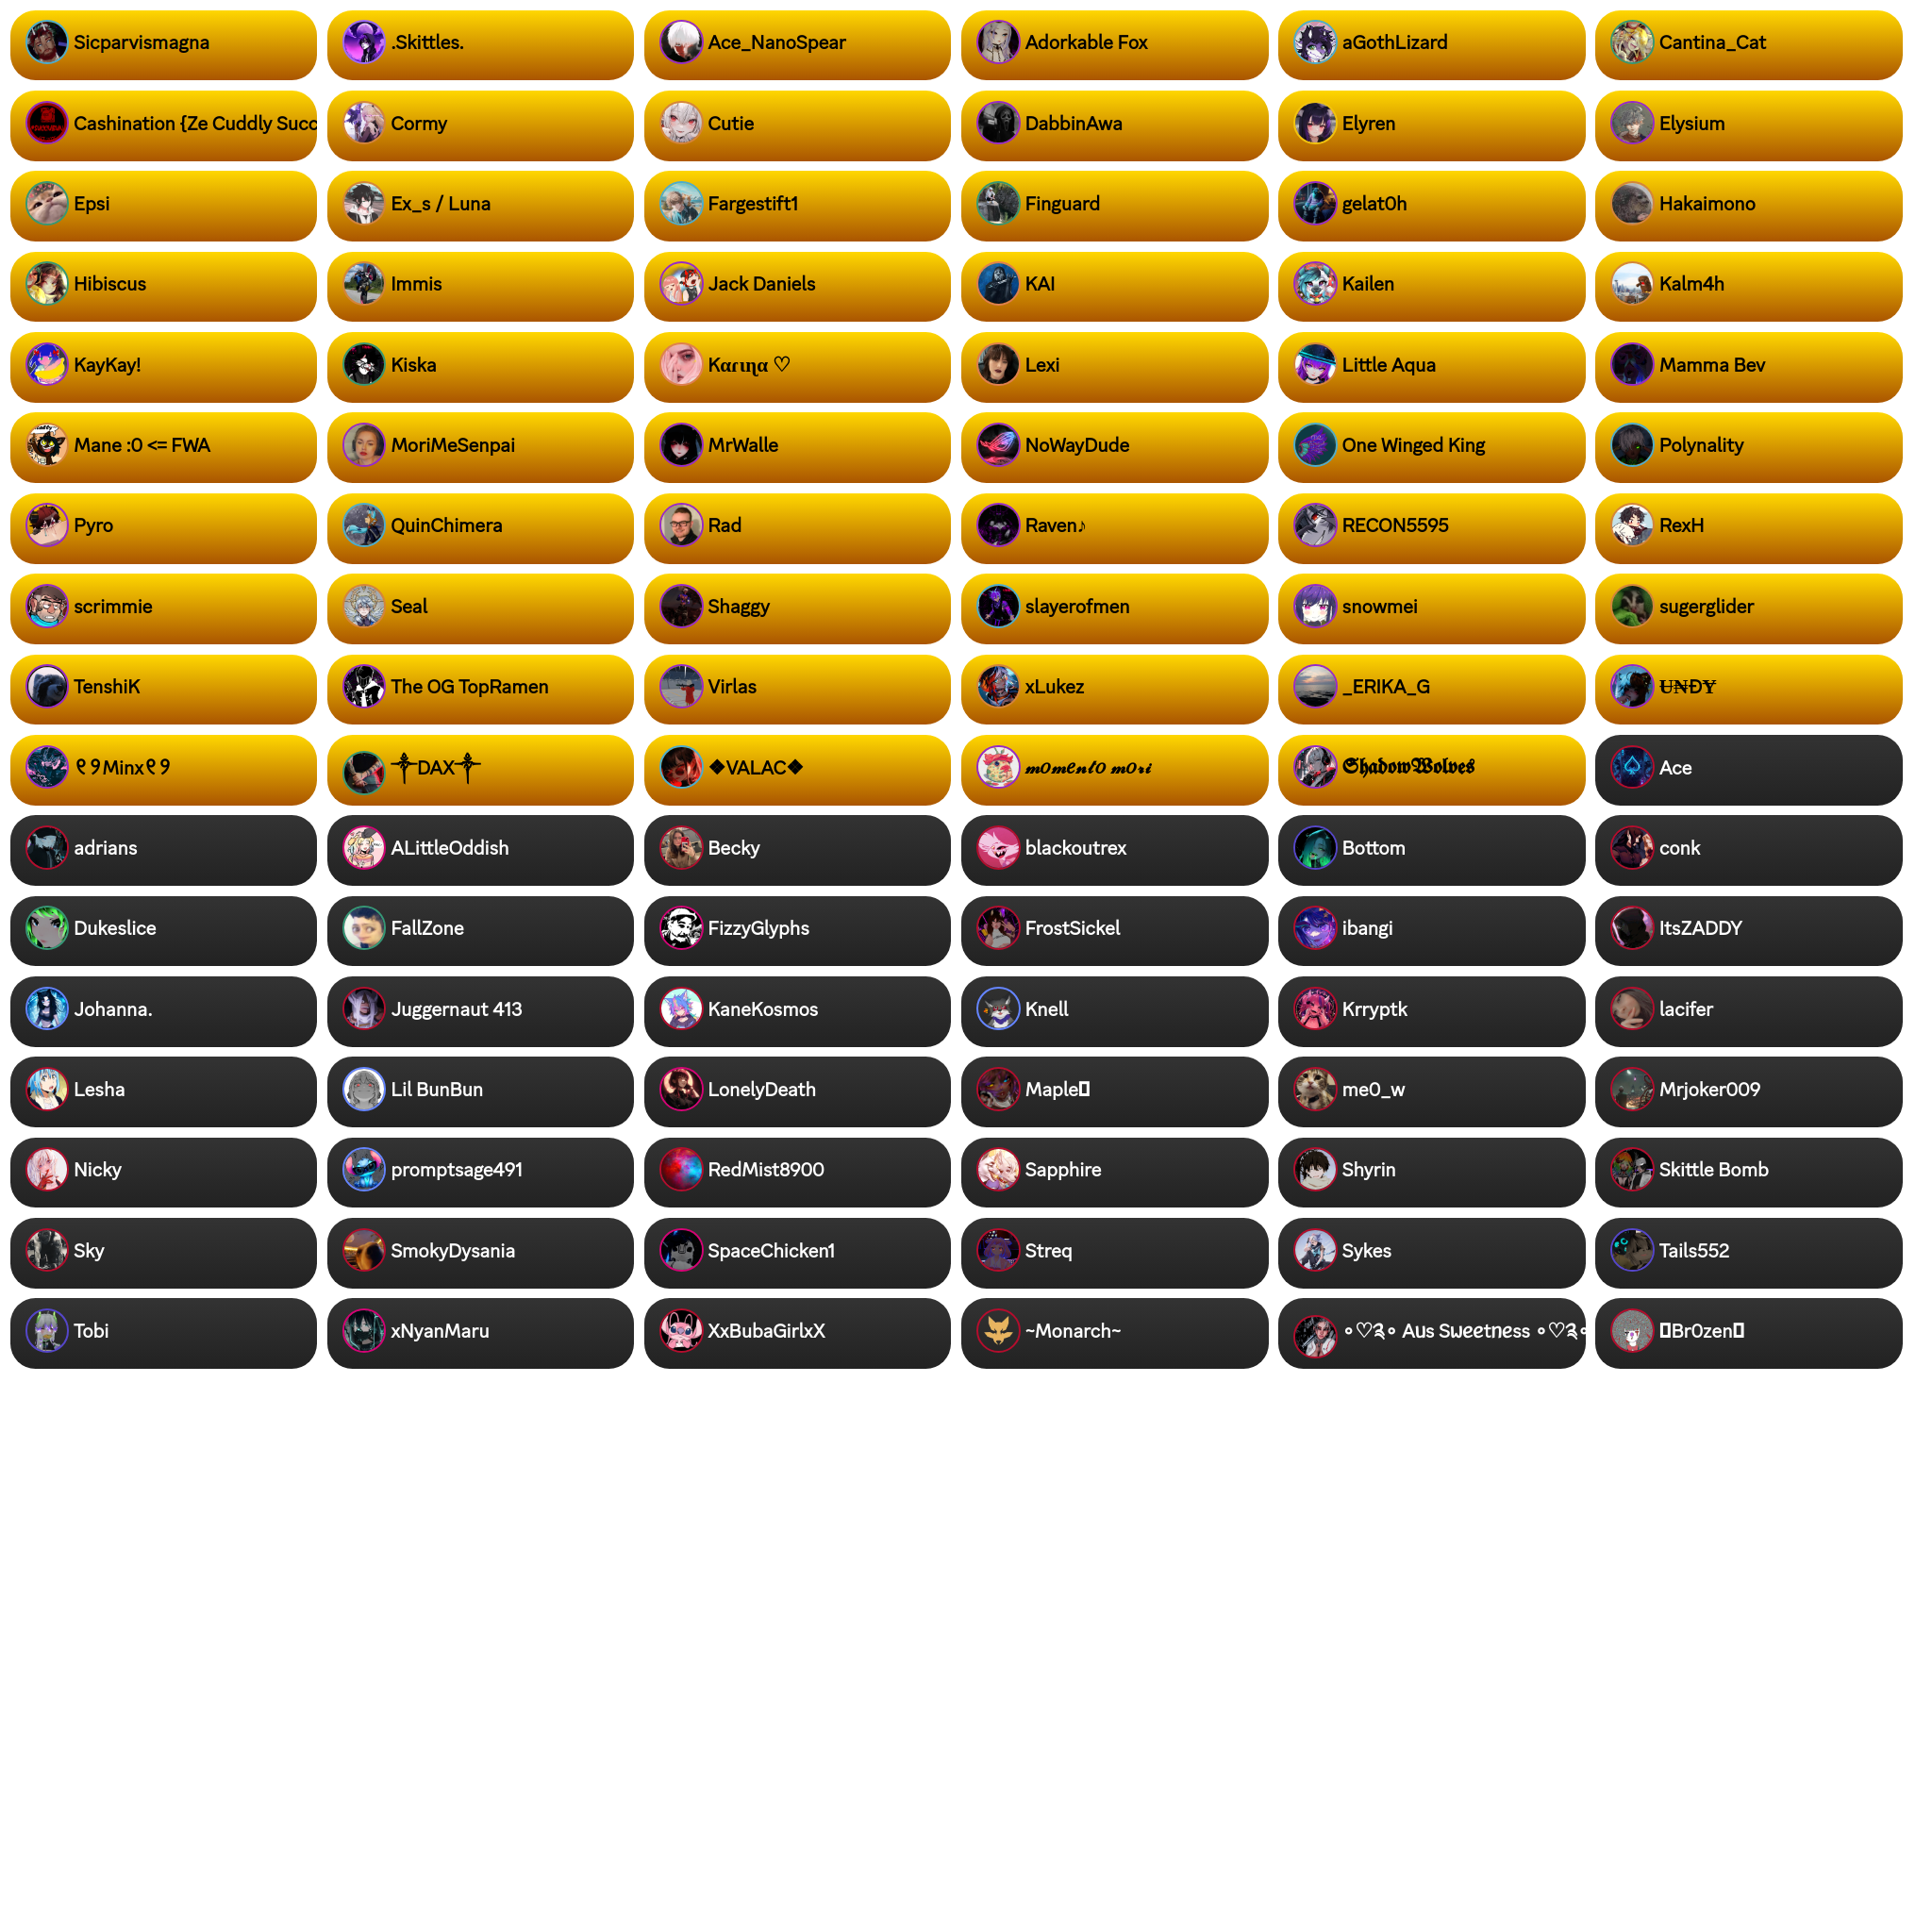 Sicparvismagna
.Skittles.
Ace_NanoSpear
Adorkable Fox
aGothLizard
Cantina_Cat
Cashination {Ze Cuddly Succ
Cormy
Cutie
DabbinAwa
Elyren
Elysium
Epsi
Ex_s / Luna
Fargestift1
Finguard
gelat0h
Hakaimono
Hibiscus
Immis
Jack Daniels
KAI
Kailen
Kalm4h
KayKay!
Kiska
Kαɾιɳα ♡
Lexi
Little Aqua
Mamma Bev
Mane :0 <= FWA
MoriMeSenpai
MrWalle
NoWayDude
One Winged King
Polynality
Pyro
QuinChimera
Rad
Raven♪
RECON5595
RexH
scrimmie
Seal
Shaggy
slayerofmen
snowmei
sugerglider
TenshiK
The OG TopRamen
Virlas
xLukez
_ERIKA_G
U̶₦ĐɎ
୧୨Minx୧୨
༒DAX༒
❖VALAC❖
𝓶𝓸𝓶𝓮𝓷𝓽𝓸 𝓶𝓸𝓻𝓲
𝕾𝖍𝖆𝖉𝖔𝖜𝖂𝖔𝖑𝖛𝖊𝖘
Ace
adrians
ALittleOddish
Becky
blackoutrex
Bottom
conk
Dukeslice
FallZone
FizzyGlyphs
FrostSickel
ibangi
ItsZADDY
Johanna.
Juggernaut 413
KaneKosmos
Knell
Krryptk
lacifer
Lesha
Lil BunBun
LonelyDeath
Maple
me0_w
Mrjoker009
Nicky
promptsage491
RedMist8900
Sapphire
Shyrin
Skittle Bomb
Sky
SmokyDysania
SpaceChicken1
Streq
Sykes
Tails552
Tobi
xNyanMaru
XxBubaGirlxX
~Monarch~
∘♡༉∘ Aus Sɯҽҽƚɳҽss ∘♡༉∘
Br0zen